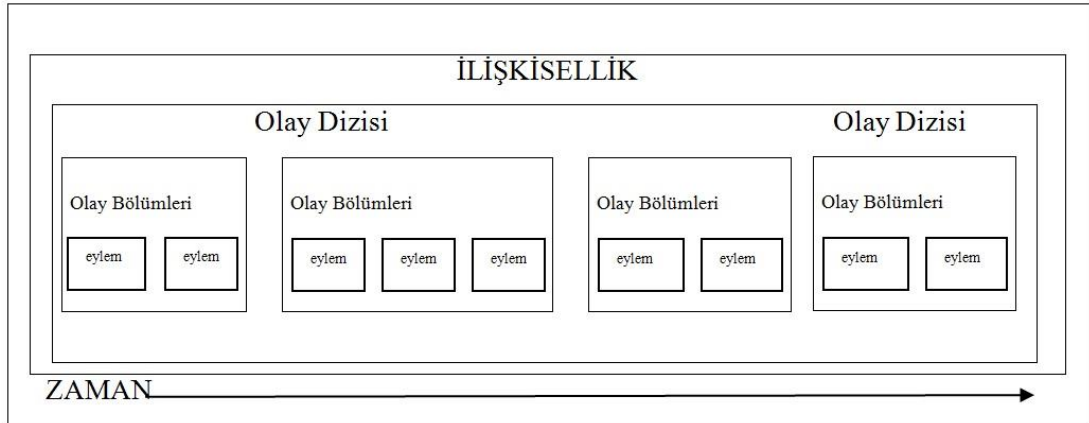 İLİŞKİSELLİK
Olay Dizisi Olay Dizisi
Olay Bölümleri Olay Bölümleri Olay Bölümleri Olay Bölümleri
eylem eylem eylem eylem eylem eylem eylem eylem eylem
ZAMAN